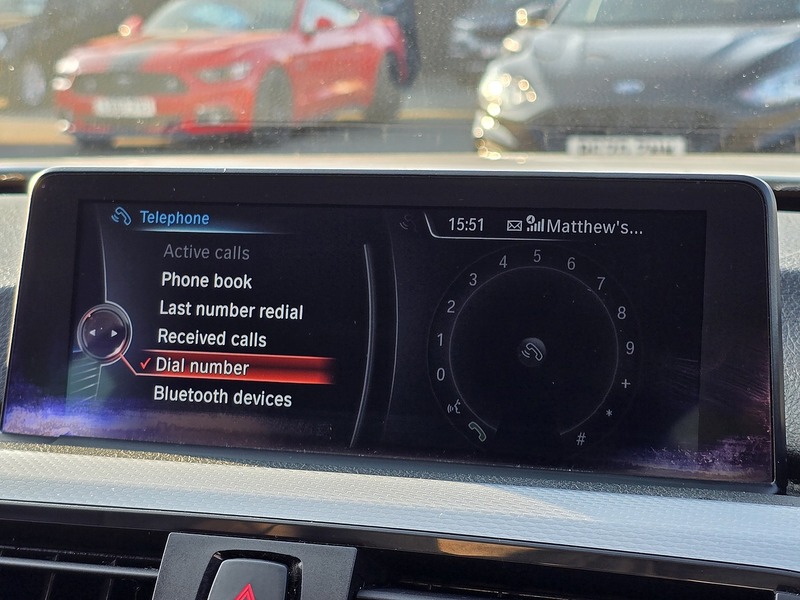 Telephone
15:51 4 Matthew's...
Active calls
Phone book
Last number redial
Received calls
✓ Dial number
Bluetooth devices
0 1 2 3 4 5 6 7 8 9 + * #